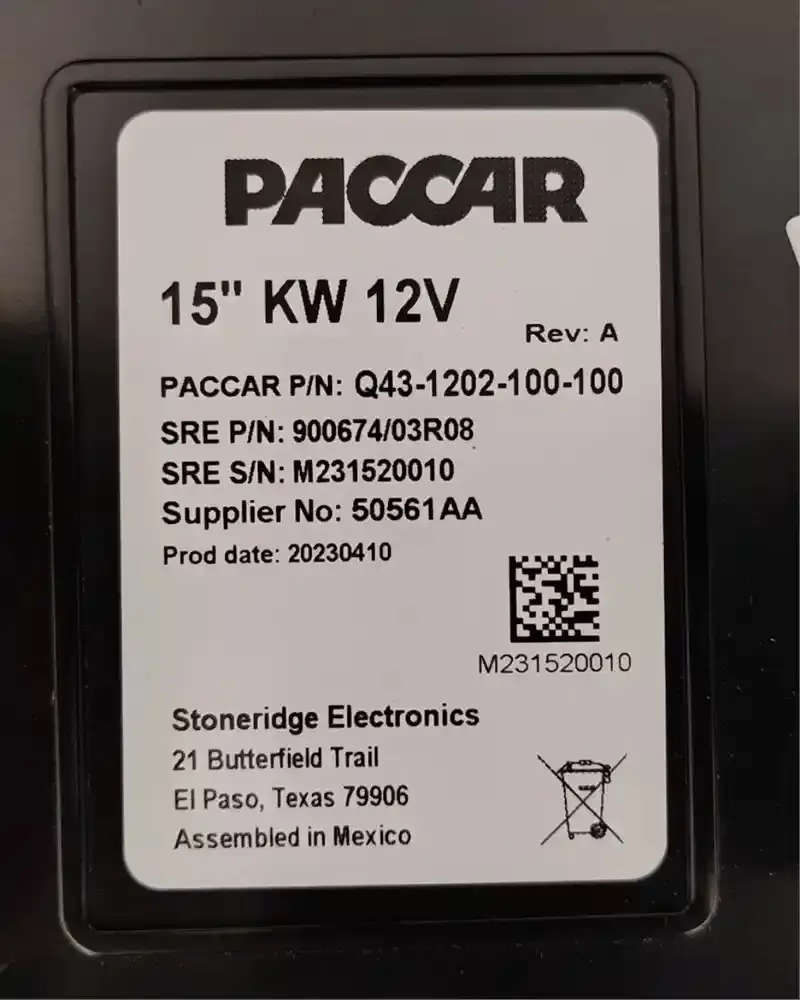 PACCAR
15" KW 12V
Rev: A
PACCAR P/N: Q43-1202-100-100
SRE P/N: 900674/03R08
SRE S/N: M231520010
Supplier No: 50561AA
Prod date: 20230410
M231520010
Stoneridge Electronics
21 Butterfield Trail
El Paso, Texas 79906
Assembled in Mexico